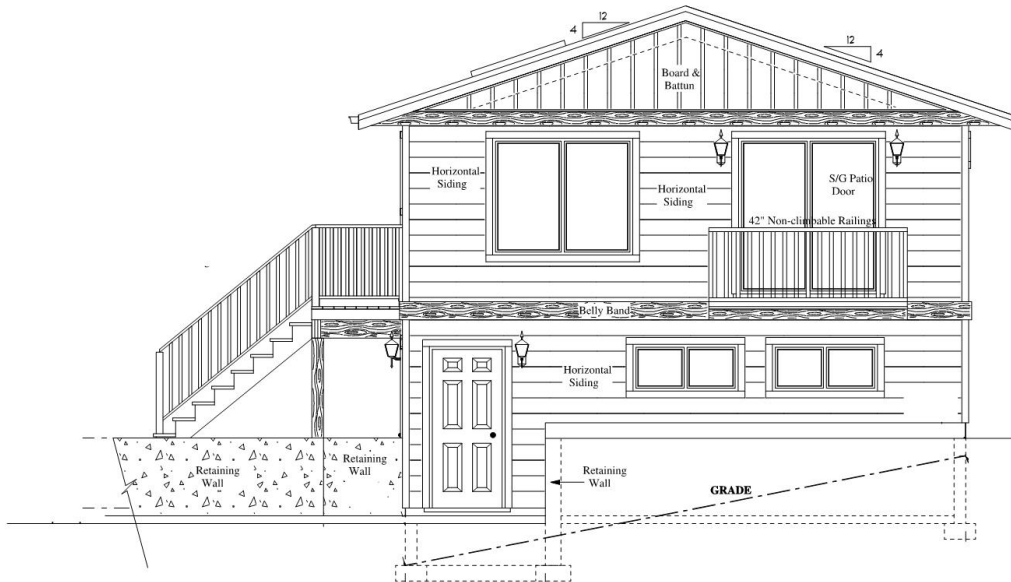 12
4
12
4
Board &
Battun
Horizontal
Siding
Horizontal
Siding
S/G Patio
Door
42" Non-climbable Railings
Belly Band
Horizontal
Siding
Retaining
Wall
Retaining
Wall
Retaining
Wall
GRADE